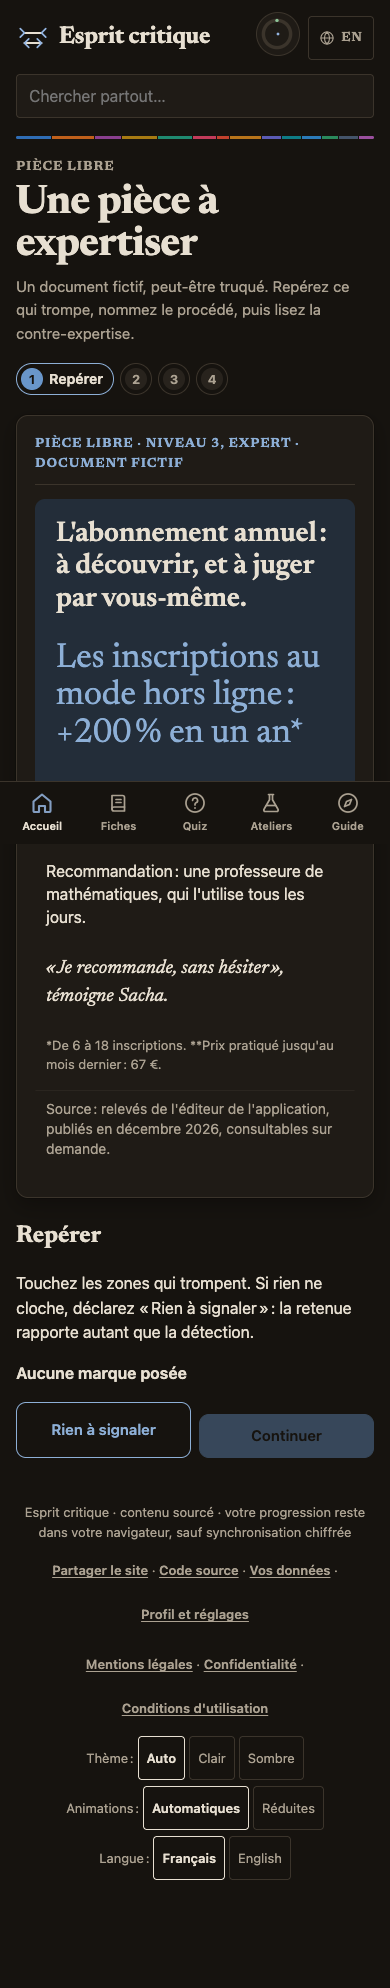 Esprit critique
EN
Chercher partout…
PIÈCE LIBRE
Une pièce à
expertiser
Un document fictif, peut-être truqué. Repérez ce
qui trompe, nommez le procédé, puis lisez la
contre-expertise.
1 Repérer 2 3 4
PIÈCE LIBRE · NIVEAU 3, EXPERT ·
DOCUMENT FICTIF
L'abonnement annuel :
à découvrir, et à juger
par vous-même.
Les inscriptions au
mode hors ligne :
+200 % en un an*
Accueil Fiches Quiz Ateliers Guide
Recommandation : une professeure de
mathématiques, qui l'utilise tous les
jours.
« Je recommande, sans hésiter »,
témoigne Sacha.
*De 6 à 18 inscriptions. **Prix pratiqué jusqu'au
mois dernier : 67 €.
Source : relevés de l'éditeur de l'application,
publiés en décembre 2026, consultables sur
demande.
Repérer
Touchez les zones qui trompent. Si rien ne
cloche, déclarez « Rien à signaler » : la retenue
rapporte autant que la détection.
Aucune marque posée
Rien à signaler Continuer
Esprit critique · contenu sourcé · votre progression reste
dans votre navigateur, sauf synchronisation chiffrée
Partager le site · Code source · Vos données ·
Profil et réglages
Mentions légales · Confidentialité ·
Conditions d'utilisation
Thème : Auto Clair Sombre
Animations : Automatiques Réduites
Langue : Français English